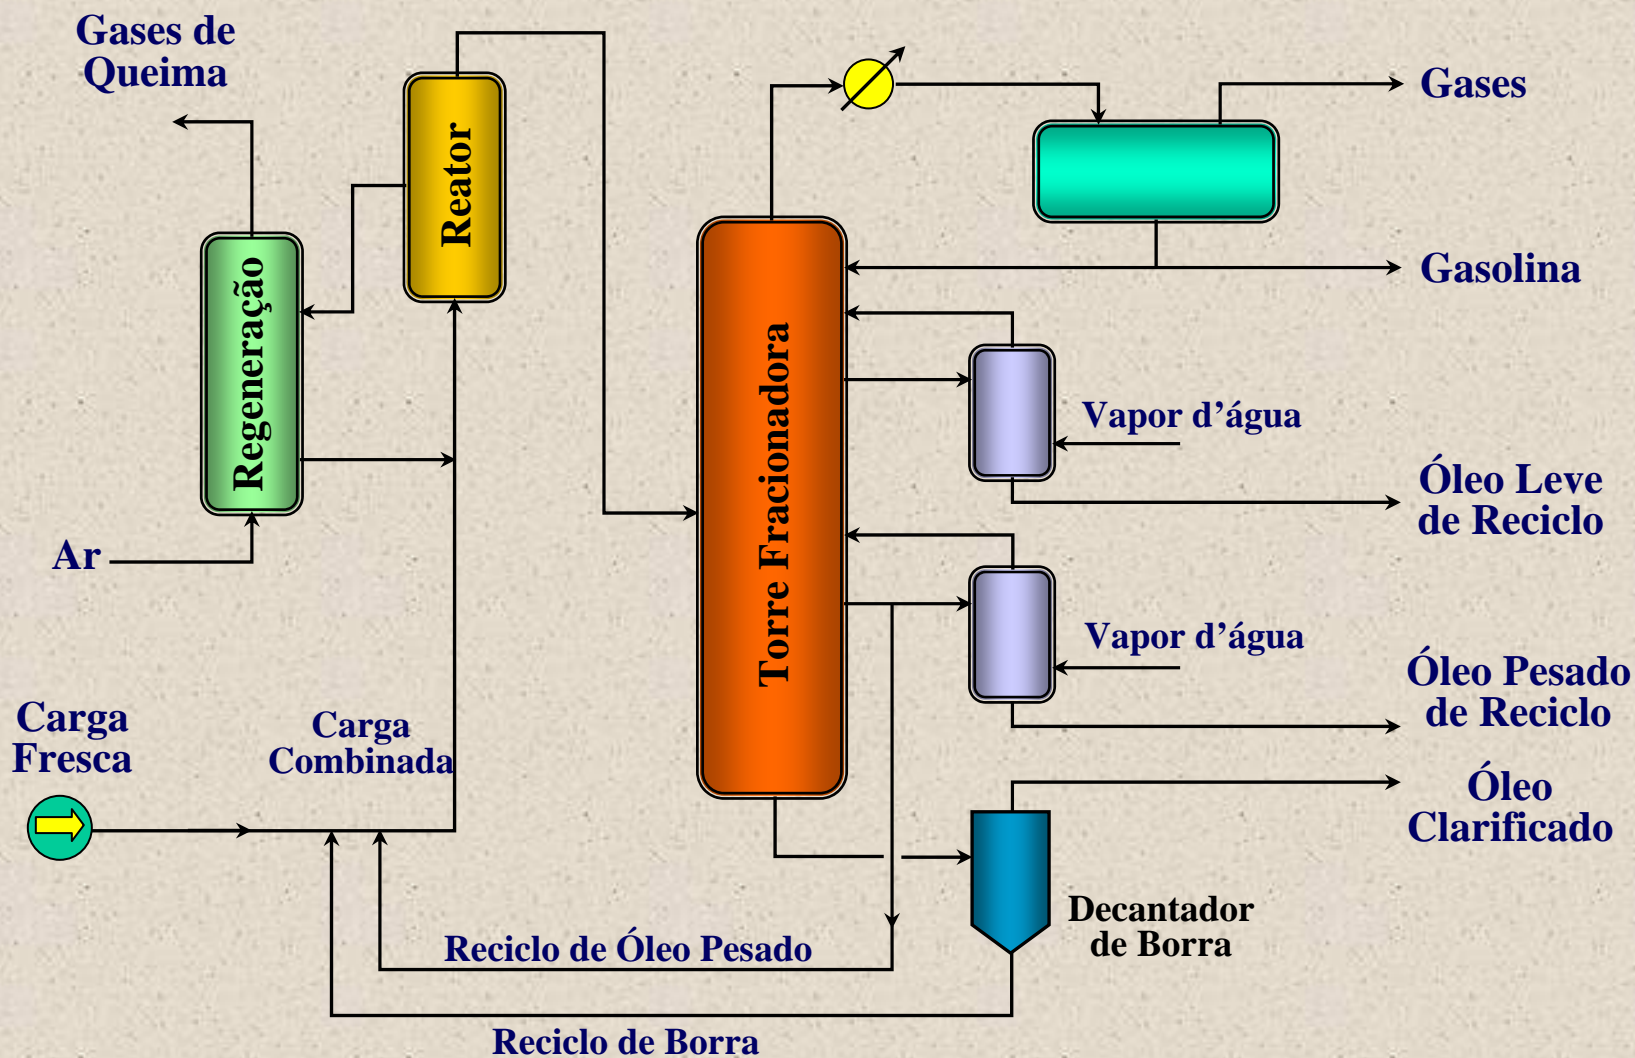 Gases de
Queima
Reator
Gases
Gasolina
Regeneração
Torre Fracionadora
Vapor d’água
Óleo Leve
de Reciclo
Ar
Vapor d’água
Óleo Pesado
de Reciclo
Carga
Fresca
Carga
Combinada
Óleo
Clarificado
Decantador
de Borra
Reciclo de Óleo Pesado
Reciclo de Borra